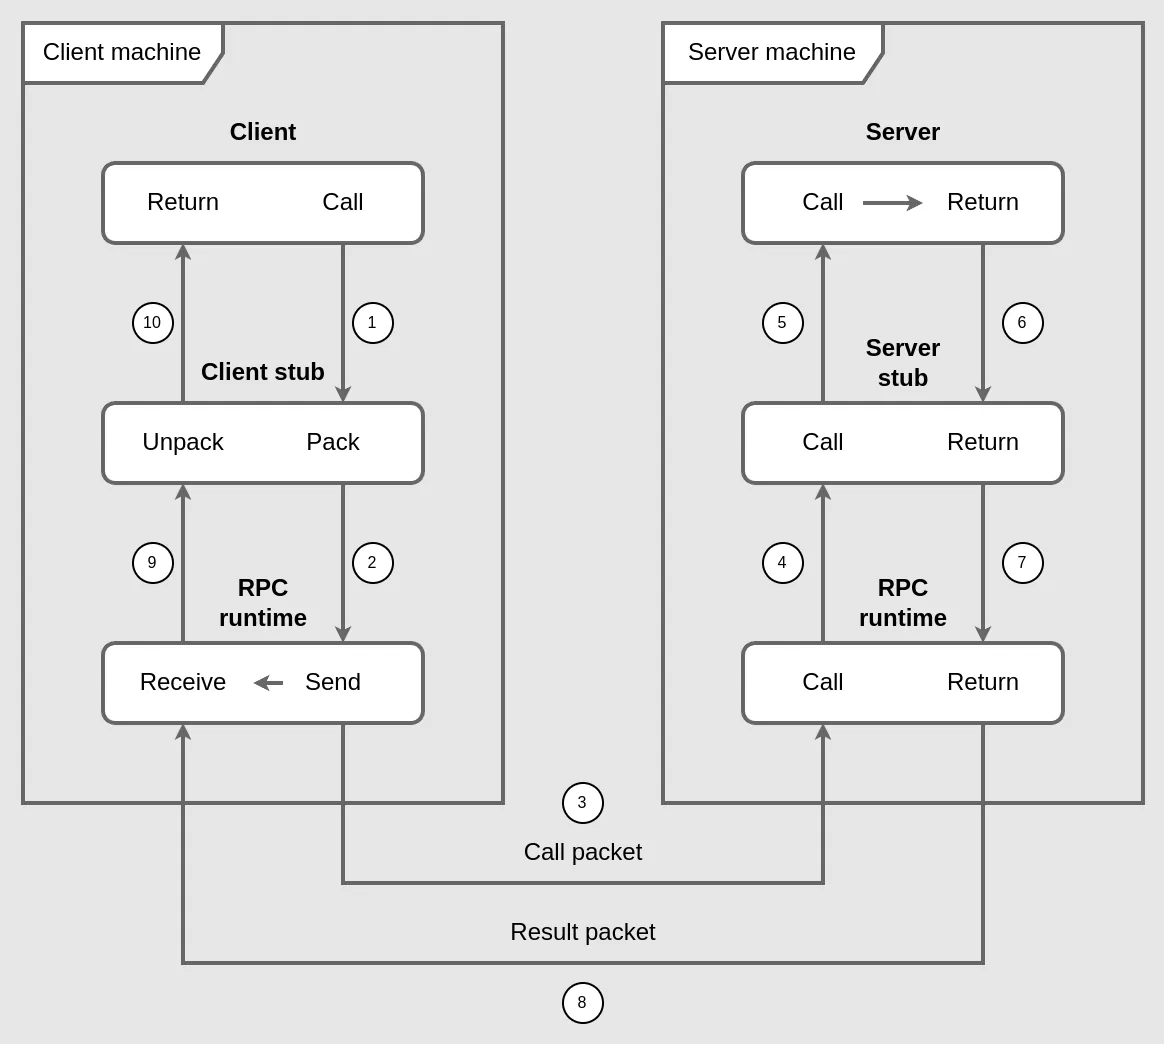 Client machine
Client
Return
Call
10
1
Client stub
Unpack
Pack
9
2
RPC
runtime
Receive
Send
Server machine
Server
Call
Return
5
6
Server
stub
Call
Return
4
7
RPC
runtime
Call
Return
3
Call packet
Result packet
8